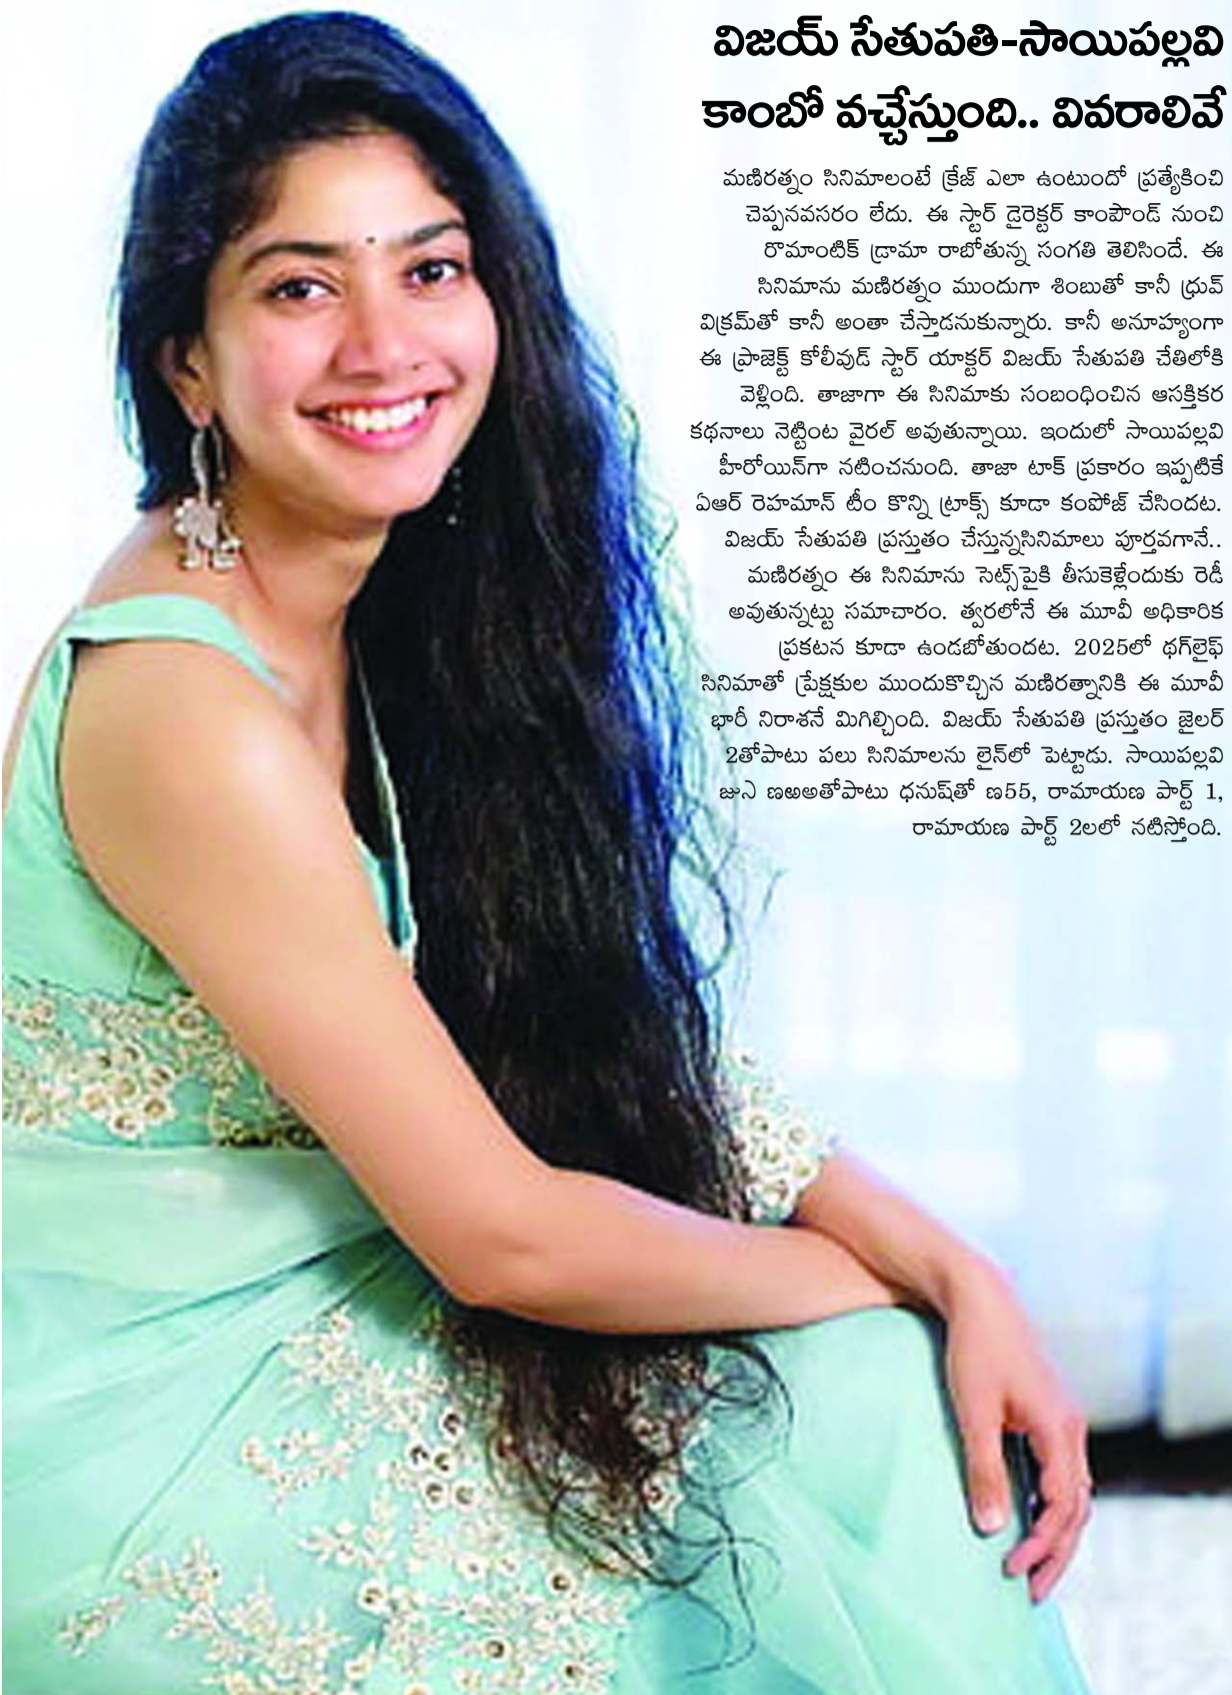 విజయ్ సేతుపతి-సాయిపల్లవి
కాంబో వచ్చేస్తుంది.. వివరాలివే
మణిరత్నం సినిమాలంటే క్రేజ్ ఎలా ఉంటుందో ప్రత్యేకించి
చెప్పనవసరం లేదు. ఈ స్టార్ డైరెక్టర్ కాంపౌండ్ నుంచి
రొమాంటిక్ డ్రామా రాబోతున్న సంగతి తెలిసిందే. ఈ
సినిమాను మణిరత్నం ముందుగా శింబుతో కానీ ధ్రువ్
విక్రమ్‌తో కానీ అంతా చేస్తాడనుకున్నారు. కానీ అనూహ్యంగా
ఈ ప్రాజెక్ట్ కోలీవుడ్ స్టార్ యాక్టర్ విజయ్ సేతుపతి చేతిలోకి
వెళ్లింది. తాజాగా ఈ సినిమాకు సంబంధించిన ఆసక్తికర
కథనాలు నెట్టింట వైరల్ అవుతున్నాయి. ఇందులో సాయిపల్లవి
హీరోయిన్‌గా నటించనుంది. తాజా టాక్ ప్రకారం ఇప్పటికే
ఏఆర్ రెహమాన్ టీం కొన్ని ట్రాక్స్ కూడా కంపోజ్ చేసిందట.
విజయ్ సేతుపతి ప్రస్తుతం చేస్తున్నసినిమాలు పూర్తవగానే..
మణిరత్నం ఈ సినిమాను సెట్స్‌పైకి తీసుకెళ్లేందుకు రెడీ
అవుతున్నట్టు సమాచారం. త్వరలోనే ఈ మూవీ అధికారిక
ప్రకటన కూడా ఉండబోతుందట. 2025లో థగ్‌లైఫ్
సినిమాతో ప్రేక్షకుల ముందుకొచ్చిన మణిరత్నానికి ఈ మూవీ
భారీ నిరాశనే మిగిల్చింది. విజయ్ సేతుపతి ప్రస్తుతం జైలర్
2తోపాటు పలు సినిమాలను లైన్‌లో పెట్టాడు. సాయిపల్లవి
ణఱఅతోపాటు ధనుష్‌తో ణ55, రామాయణ పార్ట్ 1,
రామాయణ పార్ట్ 2లలో నటిస్తోంది.